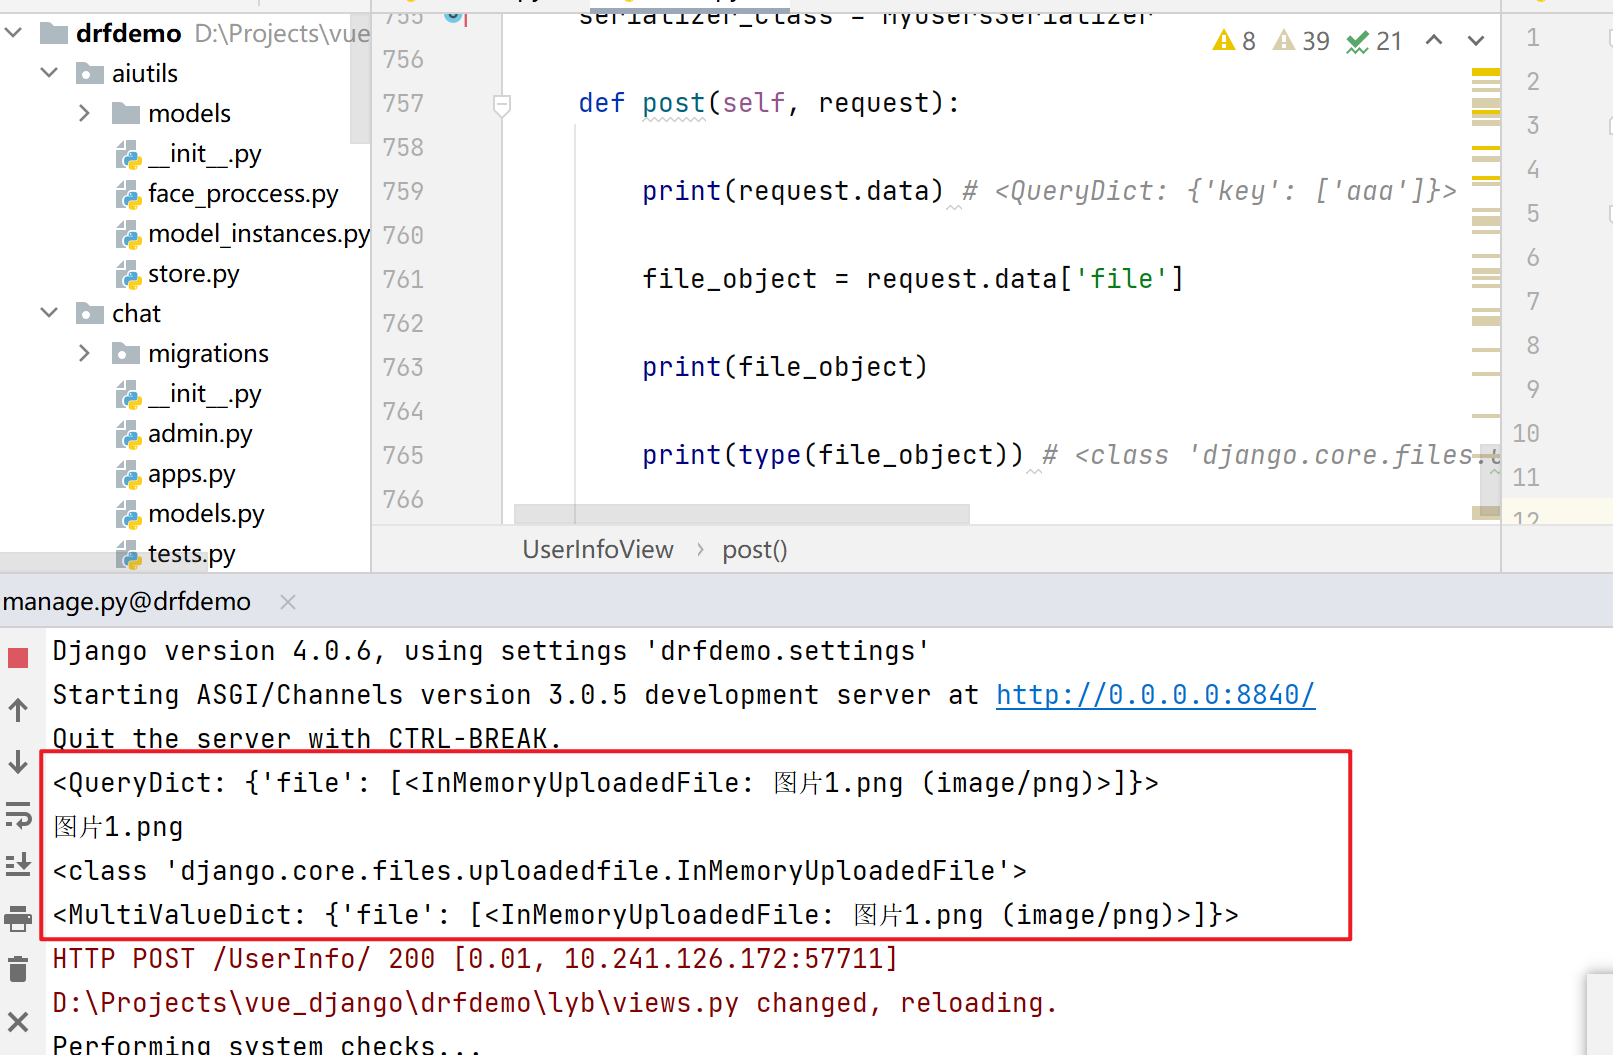 drfdemo D:\Projects\vue
aiutils
models
__init__.py
face_proccess.py
model_instances.py
store.py
chat
migrations
__init__.py
admin.py
apps.py
models.py
tests.py
755 serializer_class = MyUsersSerializer
8 39 21
756
757 def post(self, request):
758
759 print(request.data) # <QueryDict: {'key': ['aaa']}>
760
761 file_object = request.data['file']
762
763 print(file_object)
764
765 print(type(file_object)) # <class 'django.core.files.u
766
1
2
3
4
5
6
7
8
9
10
11
12
UserInfoView › post()
manage.py@drfdemo
Django version 4.0.6, using settings 'drfdemo.settings'
Starting ASGI/Channels version 3.0.5 development server at http://0.0.0.0:8840/
Quit the server with CTRL-BREAK.
<QueryDict: {'file': [<InMemoryUploadedFile: 图片1.png (image/png)>]}>
图片1.png
<class 'django.core.files.uploadedfile.InMemoryUploadedFile'>
<MultiValueDict: {'file': [<InMemoryUploadedFile: 图片1.png (image/png)>]}>
HTTP POST /UserInfo/ 200 [0.01, 10.241.126.172:57711]
D:\Projects\vue_django\drfdemo\lyb\views.py changed, reloading.
Performing system checks...